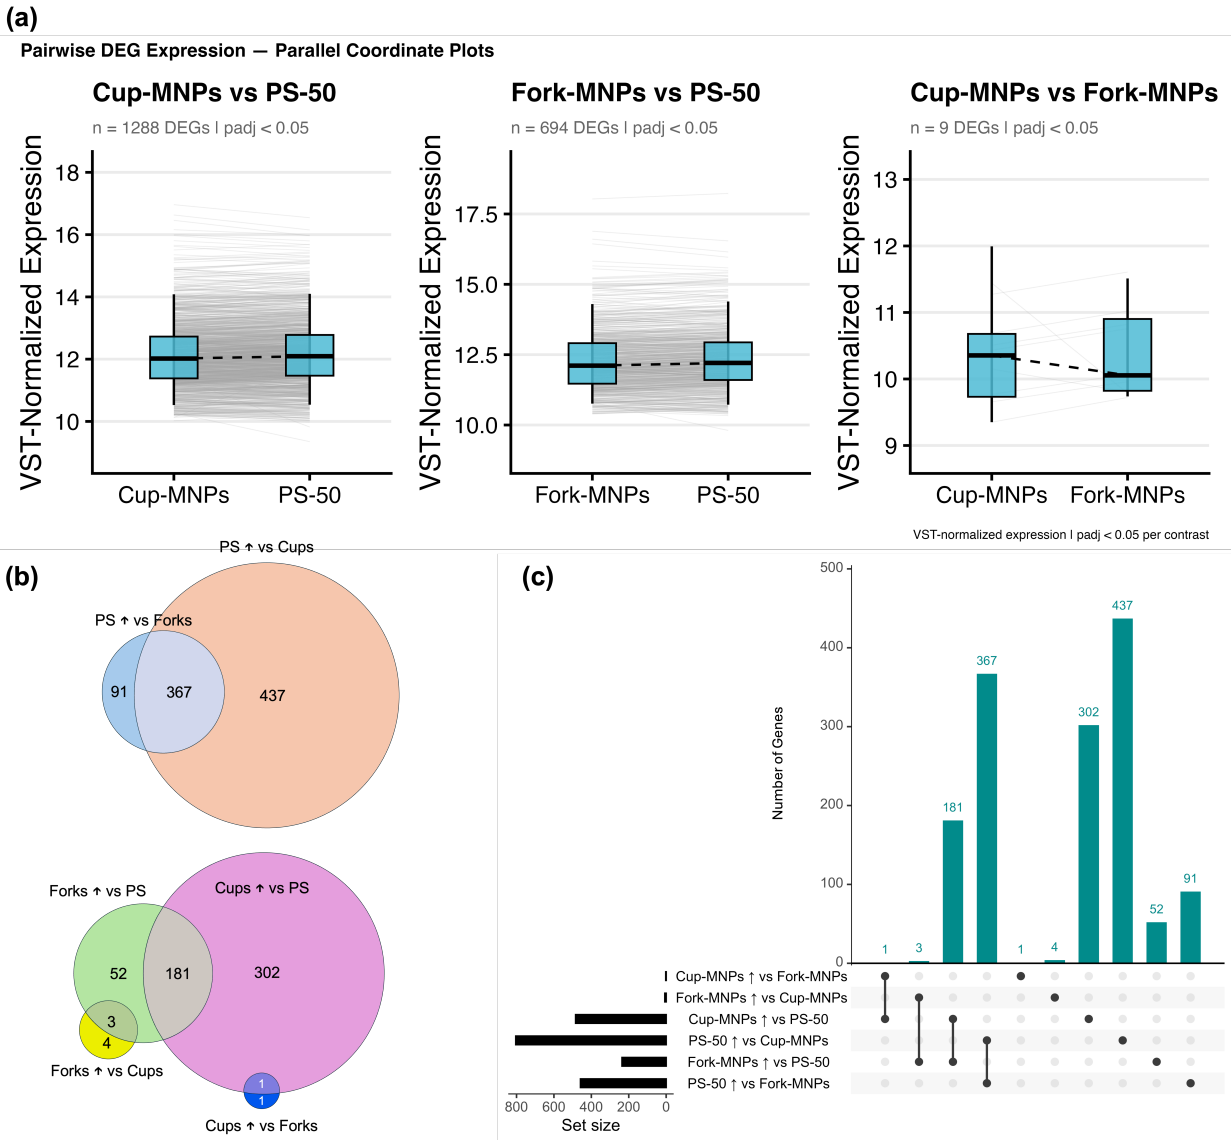 (a)
Pairwise DEG Expression — Parallel Coordinate Plots
Cup-MNPs vs PS-50
n = 1288 DEGs | padj < 0.05
VST-Normalized Expression
18
16
14
12
10
Cup-MNPs PS-50
Fork-MNPs vs PS-50
n = 694 DEGs | padj < 0.05
VST-Normalized Expression
17.5
15.0
12.5
10.0
Fork-MNPs PS-50
Cup-MNPs vs Fork-MNPs
n = 9 DEGs | padj < 0.05
VST-Normalized Expression
13
12
11
10
9
Cup-MNPs Fork-MNPs
VST-normalized expression | padj < 0.05 per contrast
(b)
PS ↑ vs Cups
PS ↑ vs Forks
91 367 437
Forks ↑ vs PS
Cups ↑ vs PS
52 181 302
3
4
Forks ↑ vs Cups
1
1
Cups ↑ vs Forks
(c)
Number of Genes
500
400
300
200
100
0
1 3 181 367 1 4 302 437 52 91
Cup-MNPs ↑ vs Fork-MNPs
Fork-MNPs ↑ vs Cup-MNPs
Cup-MNPs ↑ vs PS-50
PS-50 ↑ vs Cup-MNPs
Fork-MNPs ↑ vs PS-50
PS-50 ↑ vs Fork-MNPs
800 600 400 200 0
Set size